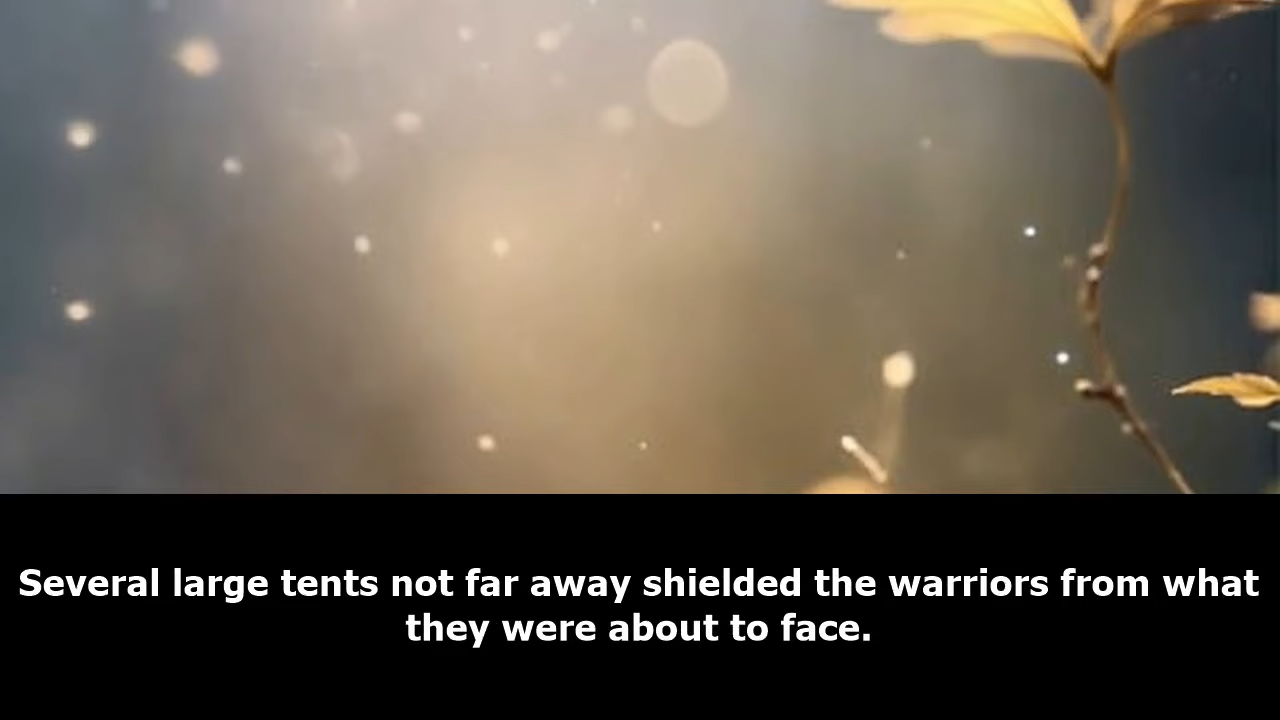 Several large tents not far away shielded the warriors from what
they were about to face.